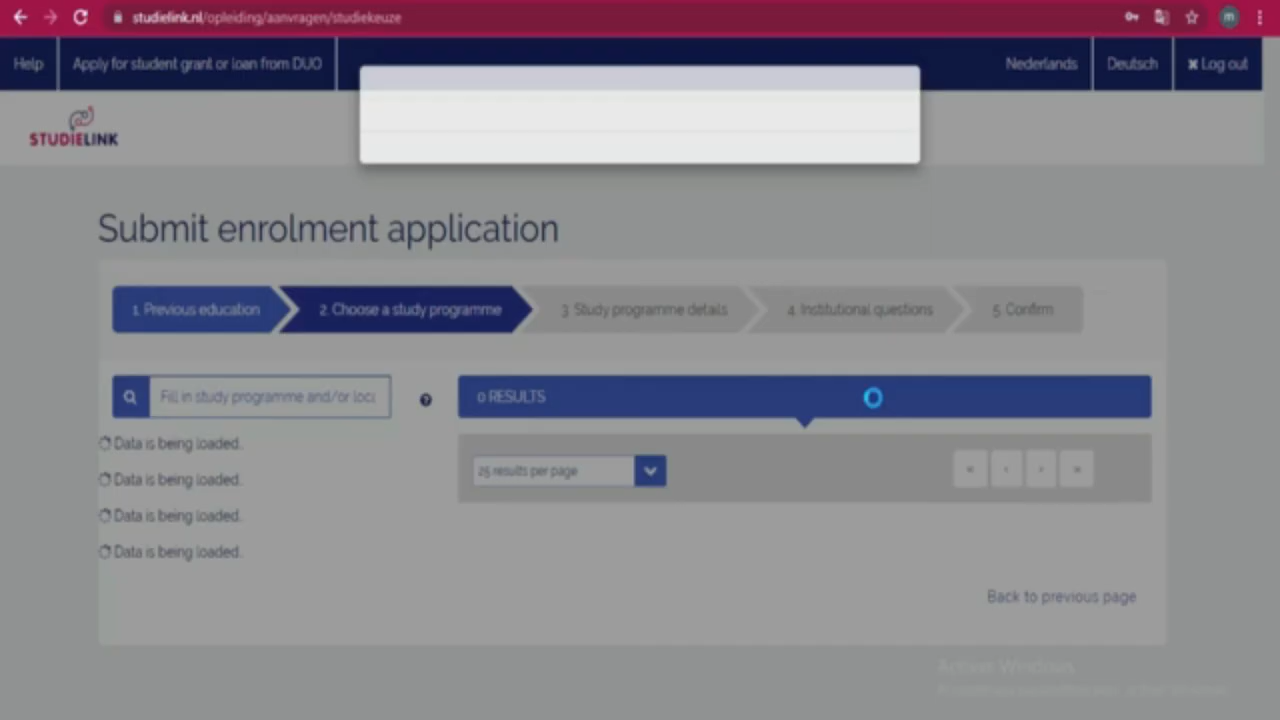 studielink.nl/opleiding/aanvragen/studiekeuze
m
Help
Apply for student grant or loan from DUO
Nederlands
Deutsch
× Log out
STUDIELINK
Submit enrolment application
1. Previous education
2. Choose a study programme
3. Study programme details
4. Institutional questions
5. Confirm
Fill in study programme and/or loca
?
0 RESULTS
Data is being loaded.
25 results per page
« ‹ › »
Data is being loaded.
Data is being loaded.
Data is being loaded.
Back to previous page
Activate Windows